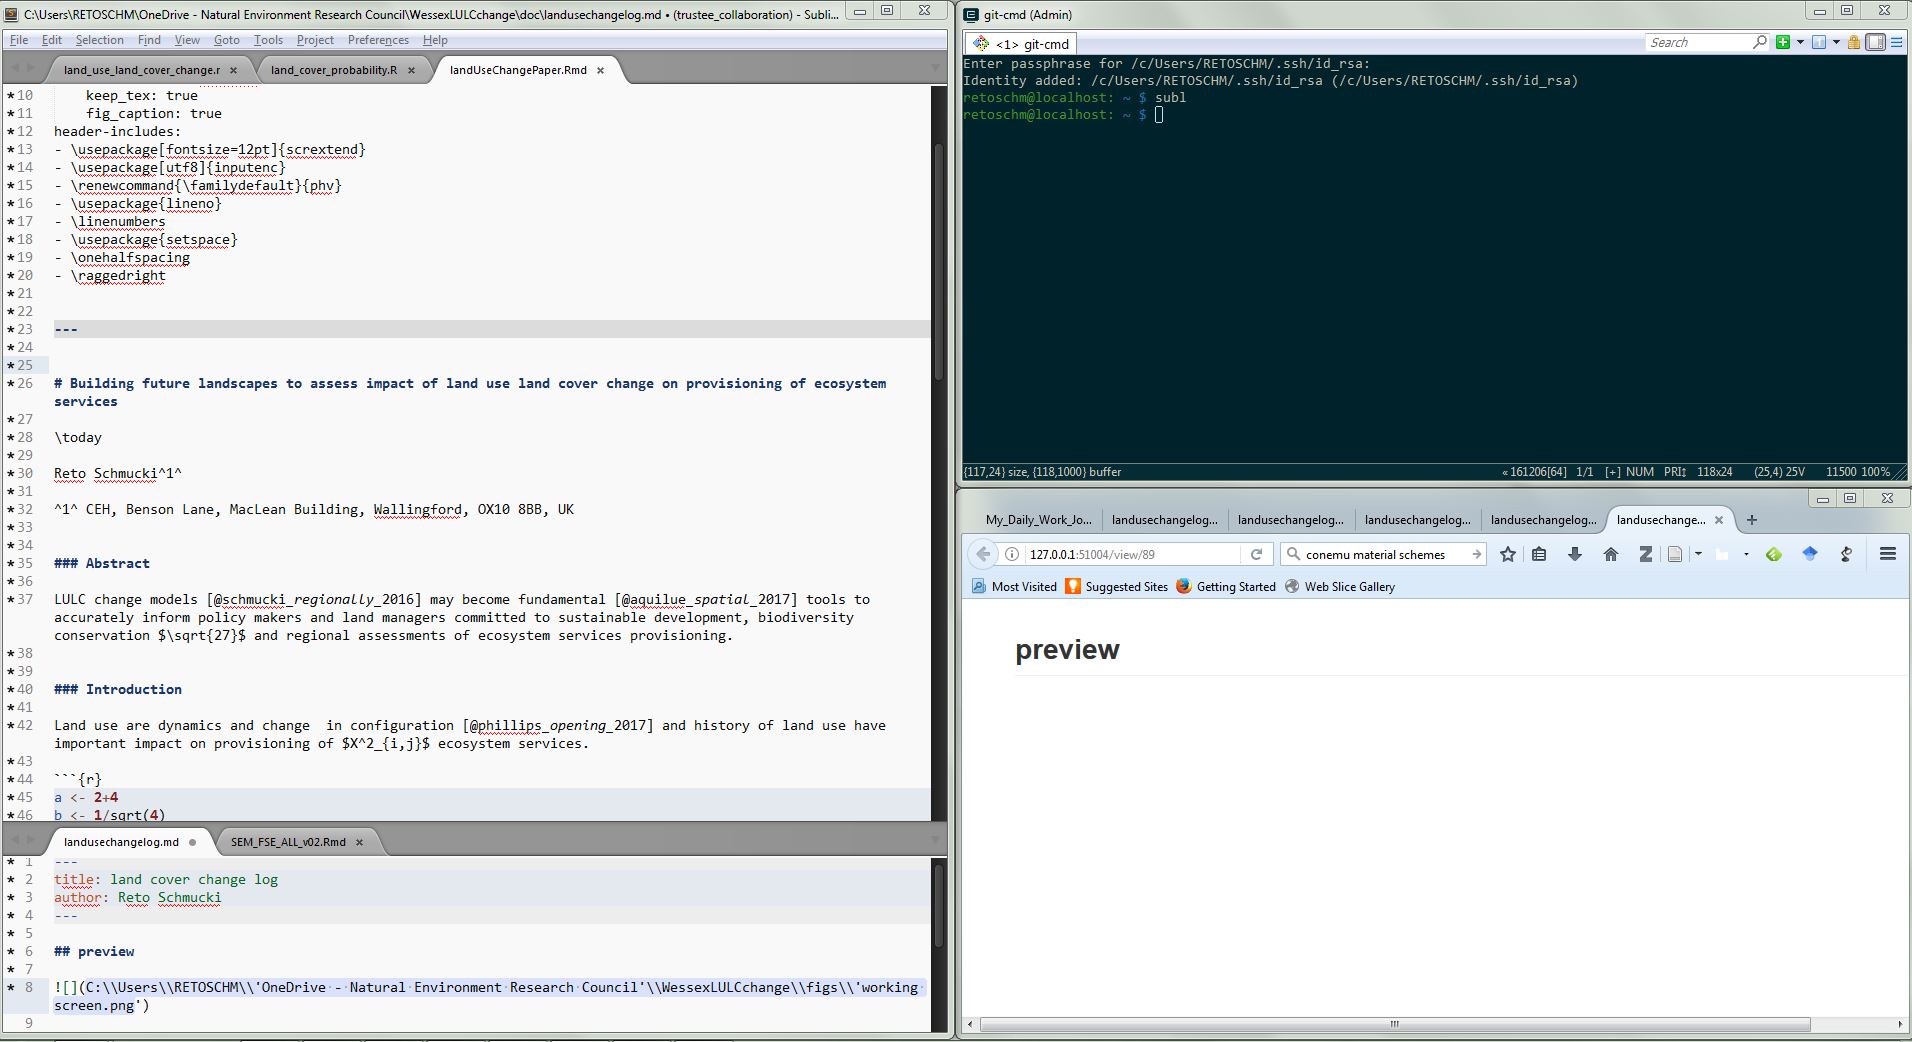 C:\Users\RETOSCHM\OneDrive - Natural Environment Research Council\WessexLULCchange\doc\landusechangelog.md • (trustee_collaboration) - Subli...
File Edit Selection Find View Goto Tools Project Preferences Help
land_use_land_cover_change.r × land_cover_probability.R × landUseChangePaper.Rmd ×
*10 keep_tex: true
*11 fig_caption: true
*12 header-includes:
*13 - \usepackage[fontsize=12pt]{scrextend}
*14 - \usepackage[utf8]{inputenc}
*15 - \renewcommand{\familydefault}{phv}
*16 - \usepackage{lineno}
*17 - \linenumbers
*18 - \usepackage{setspace}
*19 - \onehalfspacing
*20 - \raggedright
*21
*22
*23 ---
*24
*25
*26 # Building future landscapes to assess impact of land use land cover change on provisioning of ecosystem
services
*27
*28 \today
*29
*30 Reto Schmucki^1^
*31
*32 ^1^ CEH, Benson Lane, MacLean Building, Wallingford, OX10 8BB, UK
*33
*34
*35 ### Abstract
*36
*37 LULC change models [@schmucki_regionally_2016] may become fundamental [@aquilue_spatial_2017] tools to
accurately inform policy makers and land managers committed to sustainable development, biodiversity
conservation $\sqrt{27}$ and regional assessments of ecosystem services provisioning.
*38
*39
*40 ### Introduction
*41
*42 Land use are dynamics and change  in configuration [@phillips_opening_2017] and history of land use have
important impact on provisioning of $X^2_{i,j}$ ecosystem services.
*43
*44 ```{r}
*45 a <- 2+4
*46 b <- 1/sqrt(4)
landusechangelog.md • SEM_FSE_ALL_v02.Rmd ×
* 1 ---
* 2 title: land cover change log
* 3 author: Reto Schmucki
* 4 ---
* 5
* 6 ## preview
* 7
* 8 ![](C:\\Users\\RETOSCHM\\'OneDrive - Natural Environment Research Council'\\WessexLULCchange\\figs\\'working
screen.png')
9
git-cmd (Admin)
<1> git-cmd
Search
Enter passphrase for /c/Users/RETOSCHM/.ssh/id_rsa:
Identity added: /c/Users/RETOSCHM/.ssh/id_rsa (/c/Users/RETOSCHM/.ssh/id_rsa)
retoschm@localhost: ~ $ subl
retoschm@localhost: ~ $
{117,24} size, {118,1000} buffer « 161206[64] 1/1 [+] NUM PRI↕ 118x24 (25,4) 25V 11500 100%
My_Daily_Work_Jo... landusechangelog... landusechangelog... landusechangelog... landusechangelog... landusechange... × +
127.0.0.1:51004/view/89 conemu material schemes
Most Visited Suggested Sites Getting Started Web Slice Gallery
preview